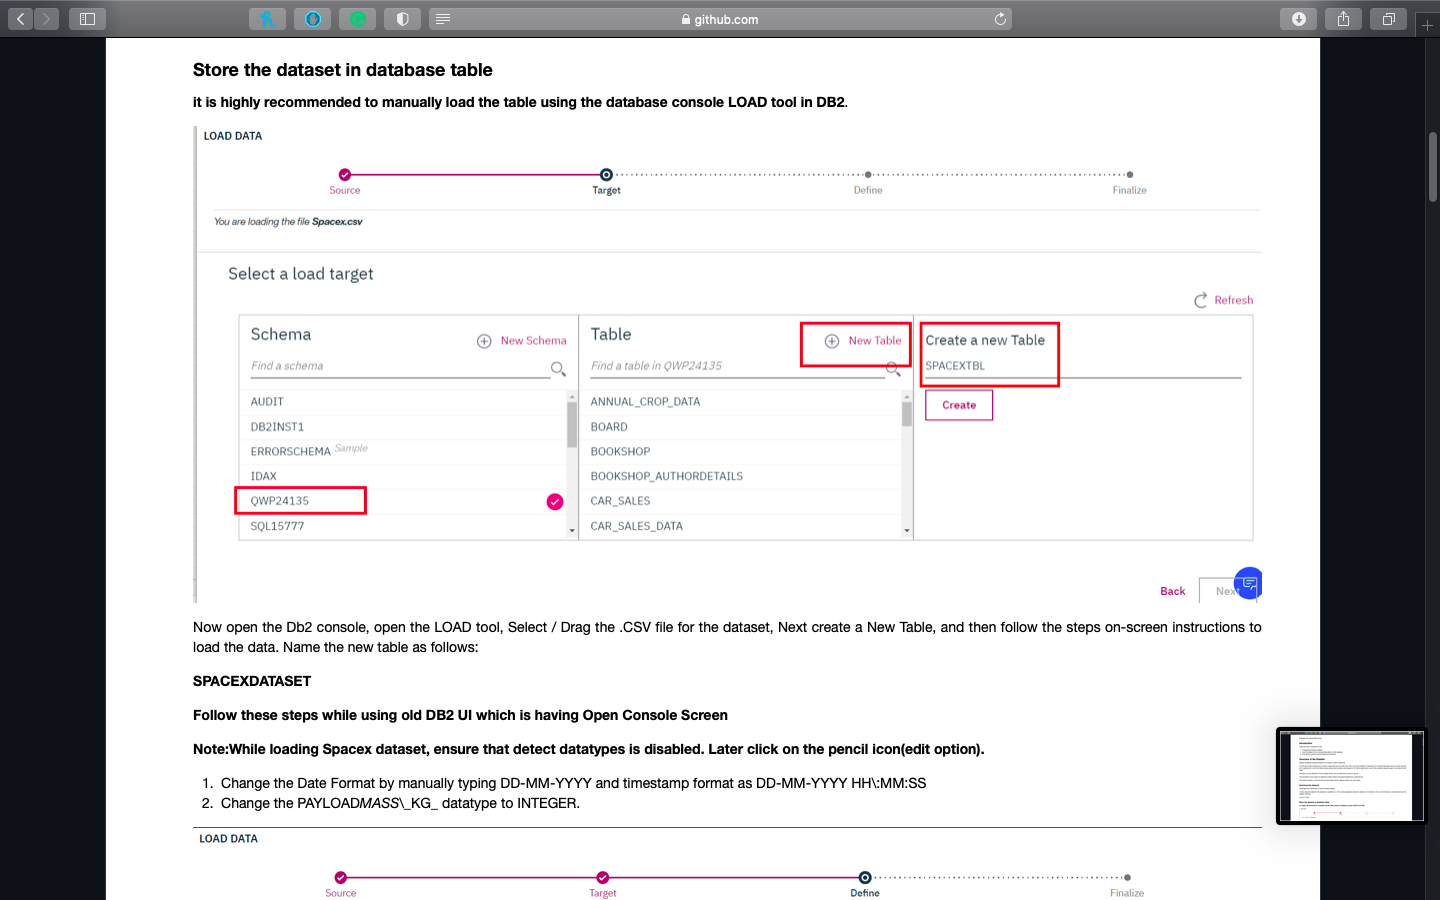 github.com
Store the dataset in database table
it is highly recommended to manually load the table using the database console LOAD tool in DB2.
LOAD DATA
Source Target Define Finalize
You are loading the file Spacex.csv
Select a load target
Refresh
Schema New Schema Table New Table Create a new Table
Find a schema Find a table in QWP24135 SPACEXTBL
AUDIT ANNUAL_CROP_DATA Create
DB2INST1 BOARD
ERRORSCHEMA Sample BOOKSHOP
IDAX BOOKSHOP_AUTHORDETAILS
QWP24135 CAR_SALES
SQL15777 CAR_SALES_DATA
Back Next
Now open the Db2 console, open the LOAD tool, Select / Drag the .CSV file for the dataset, Next create a New Table, and then follow the steps on-screen instructions to
load the data. Name the new table as follows:
SPACEXDATASET
Follow these steps while using old DB2 UI which is having Open Console Screen
Note:While loading Spacex dataset, ensure that detect datatypes is disabled. Later click on the pencil icon(edit option).
1. Change the Date Format by manually typing DD-MM-YYYY and timestamp format as DD-MM-YYYY HH\:MM:SS
2. Change the PAYLOADMASS\_KG_ datatype to INTEGER.
LOAD DATA
Source Target Define Finalize